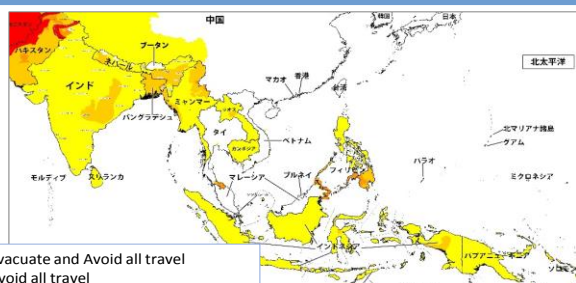 中国
韓国
日本
パキスタン
ブータン
ネパール
北太平洋
インド
マカオ
香港
台湾
ミャンマー
ラオス
バングラデシュ
北マリアナ諸島
グアム
タイ
ベトナム
カンボジア
フィリピン
パラオ
モルディブ
スリランカ
マレーシア
ブルネイ
ミクロネシア
インドネシア
パプアニューギニア
vacuate and Avoid all travel
void all travel